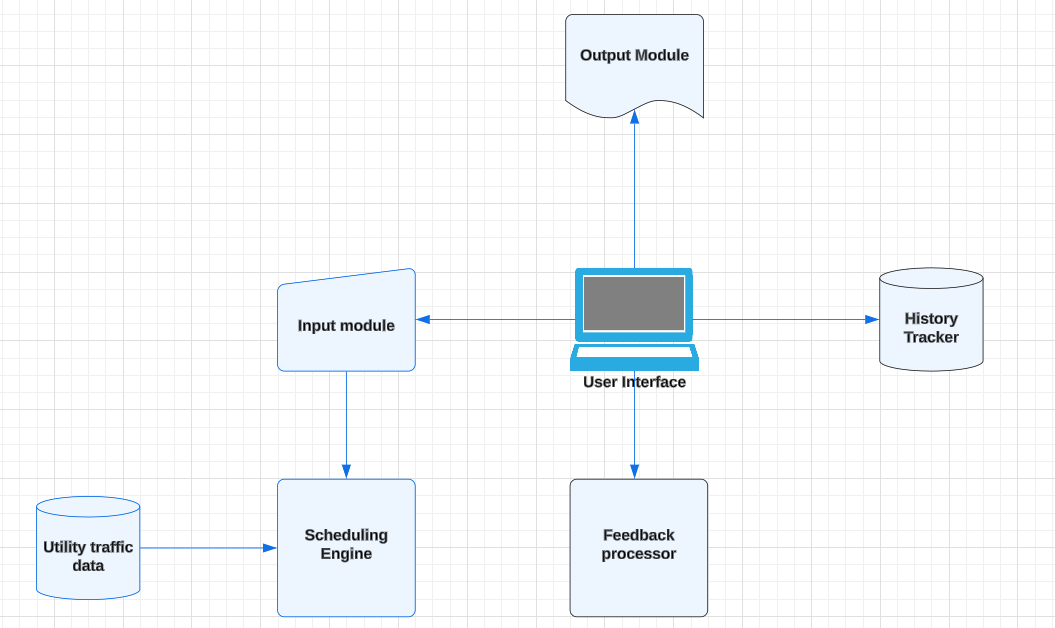 Output Module
Input module
User Interface
History
Tracker
Utility traffic
data
Scheduling
Engine
Feedback
processor